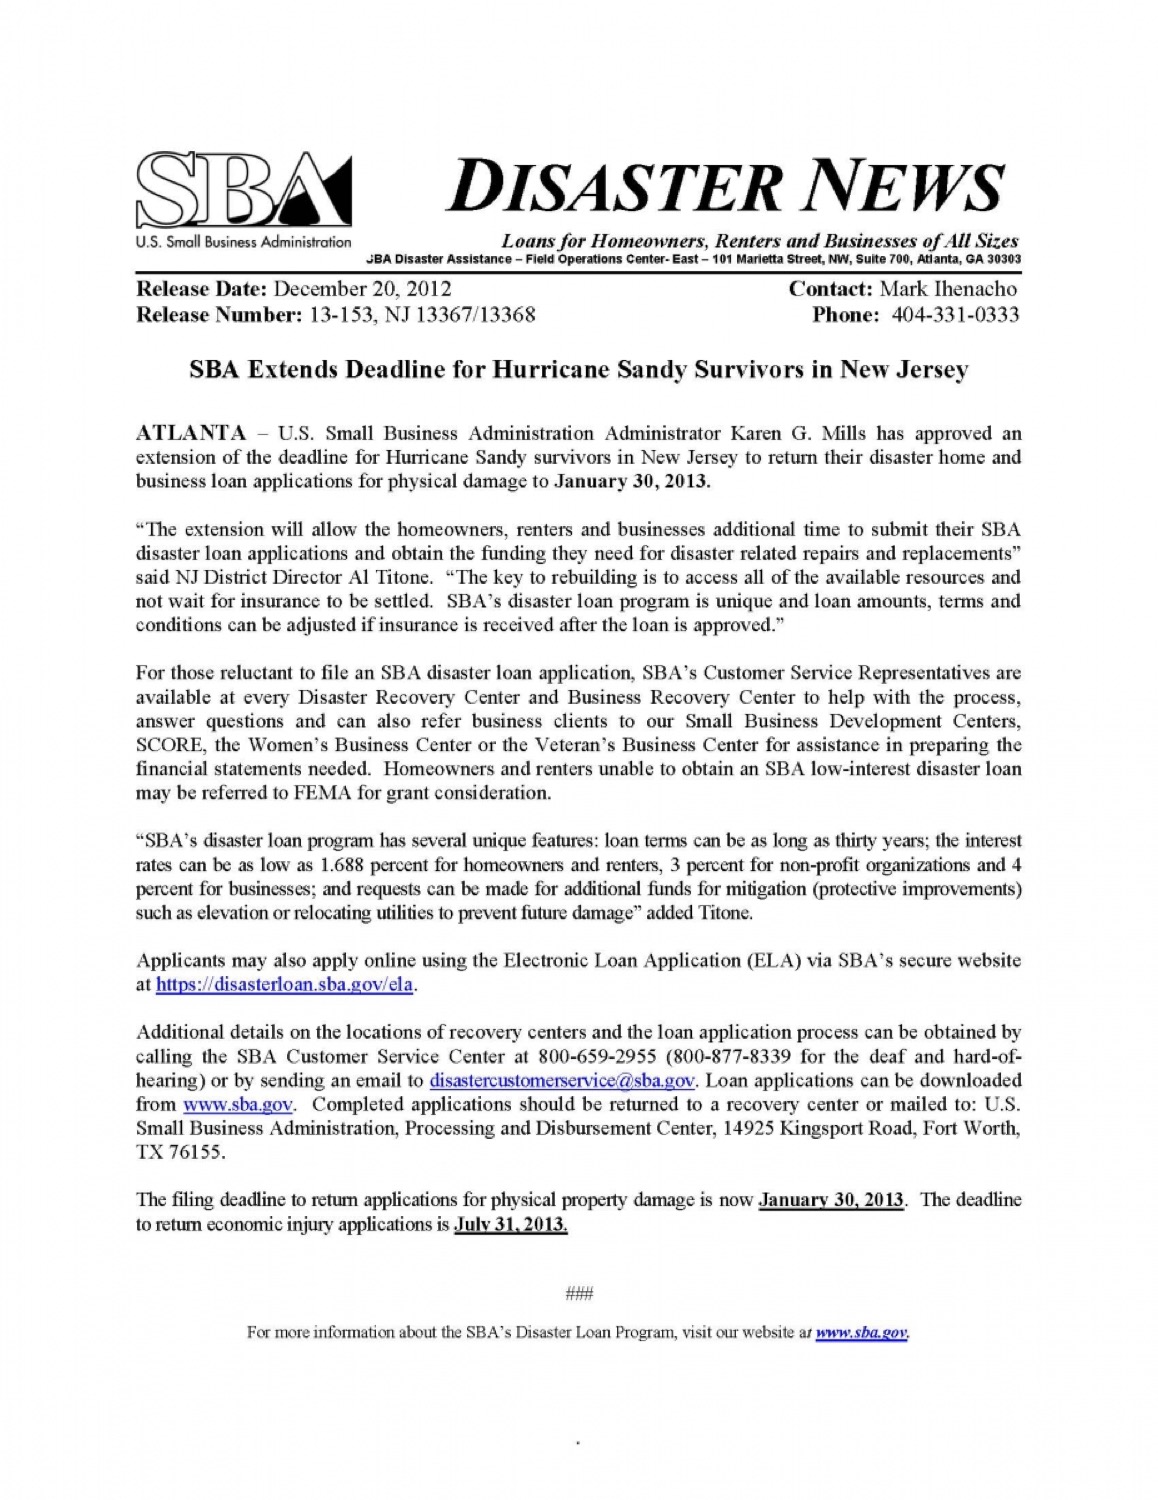 SBA
U.S. Small Business Administration
DISASTER NEWS
Loans for Homeowners, Renters and Businesses of All Sizes
SBA Disaster Assistance – Field Operations Center- East – 101 Marietta Street, NW, Suite 700, Atlanta, GA 30303
Release Date: December 20, 2012
Contact: Mark Ihenacho
Release Number: 13-153, NJ 13367/13368
Phone: 404-331-0333
SBA Extends Deadline for Hurricane Sandy Survivors in New Jersey
ATLANTA – U.S. Small Business Administration Administrator Karen G. Mills has approved an
extension of the deadline for Hurricane Sandy survivors in New Jersey to return their disaster home and
business loan applications for physical damage to January 30, 2013.
“The extension will allow the homeowners, renters and businesses additional time to submit their SBA
disaster loan applications and obtain the funding they need for disaster related repairs and replacements”
said NJ District Director Al Titone. “The key to rebuilding is to access all of the available resources and
not wait for insurance to be settled. SBA’s disaster loan program is unique and loan amounts, terms and
conditions can be adjusted if insurance is received after the loan is approved.”
For those reluctant to file an SBA disaster loan application, SBA’s Customer Service Representatives are
available at every Disaster Recovery Center and Business Recovery Center to help with the process,
answer questions and can also refer business clients to our Small Business Development Centers,
SCORE, the Women’s Business Center or the Veteran’s Business Center for assistance in preparing the
financial statements needed. Homeowners and renters unable to obtain an SBA low-interest disaster loan
may be referred to FEMA for grant consideration.
“SBA’s disaster loan program has several unique features: loan terms can be as long as thirty years; the interest
rates can be as low as 1.688 percent for homeowners and renters, 3 percent for non-profit organizations and 4
percent for businesses; and requests can be made for additional funds for mitigation (protective improvements)
such as elevation or relocating utilities to prevent future damage” added Titone.
Applicants may also apply online using the Electronic Loan Application (ELA) via SBA’s secure website
at https://disasterloan.sba.gov/ela.
Additional details on the locations of recovery centers and the loan application process can be obtained by
calling the SBA Customer Service Center at 800-659-2955 (800-877-8339 for the deaf and hard-of-
hearing) or by sending an email to disastercustomerservice@sba.gov. Loan applications can be downloaded
from www.sba.gov. Completed applications should be returned to a recovery center or mailed to: U.S.
Small Business Administration, Processing and Disbursement Center, 14925 Kingsport Road, Fort Worth,
TX 76155.
The filing deadline to return applications for physical property damage is now January 30, 2013. The deadline
to return economic injury applications is July 31, 2013.
###
For more information about the SBA’s Disaster Loan Program, visit our website at www.sba.gov.